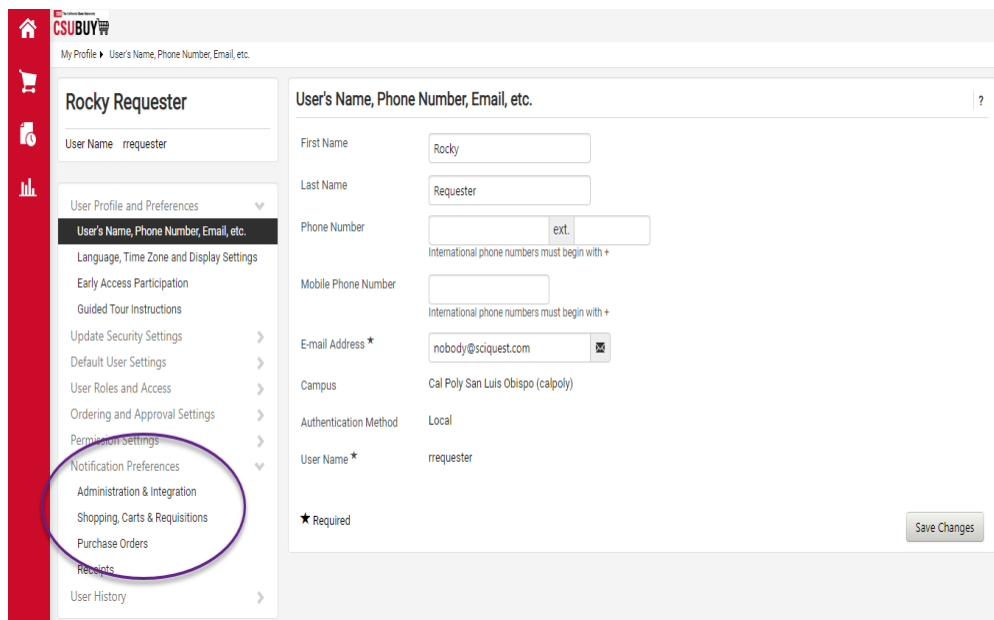 The California State University
CSUBUY
My Profile User's Name, Phone Number, Email, etc.
Rocky Requester
User Name rrequester
User Profile and Preferences
User's Name, Phone Number, Email, etc.
Language, Time Zone and Display Settings
Early Access Participation
Guided Tour Instructions
Update Security Settings
Default User Settings
User Roles and Access
Ordering and Approval Settings
Permission Settings
Notification Preferences
Administration & Integration
Shopping, Carts & Requisitions
Purchase Orders
Receipts
User History
User's Name, Phone Number, Email, etc. ?
First Name Rocky
Last Name Requester
Phone Number ext.
International phone numbers must begin with +
Mobile Phone Number
International phone numbers must begin with +
E-mail Address ★ nobody@sciquest.com
Campus Cal Poly San Luis Obispo (calpoly)
Authentication Method Local
User Name ★ rrequester
★ Required
Save Changes